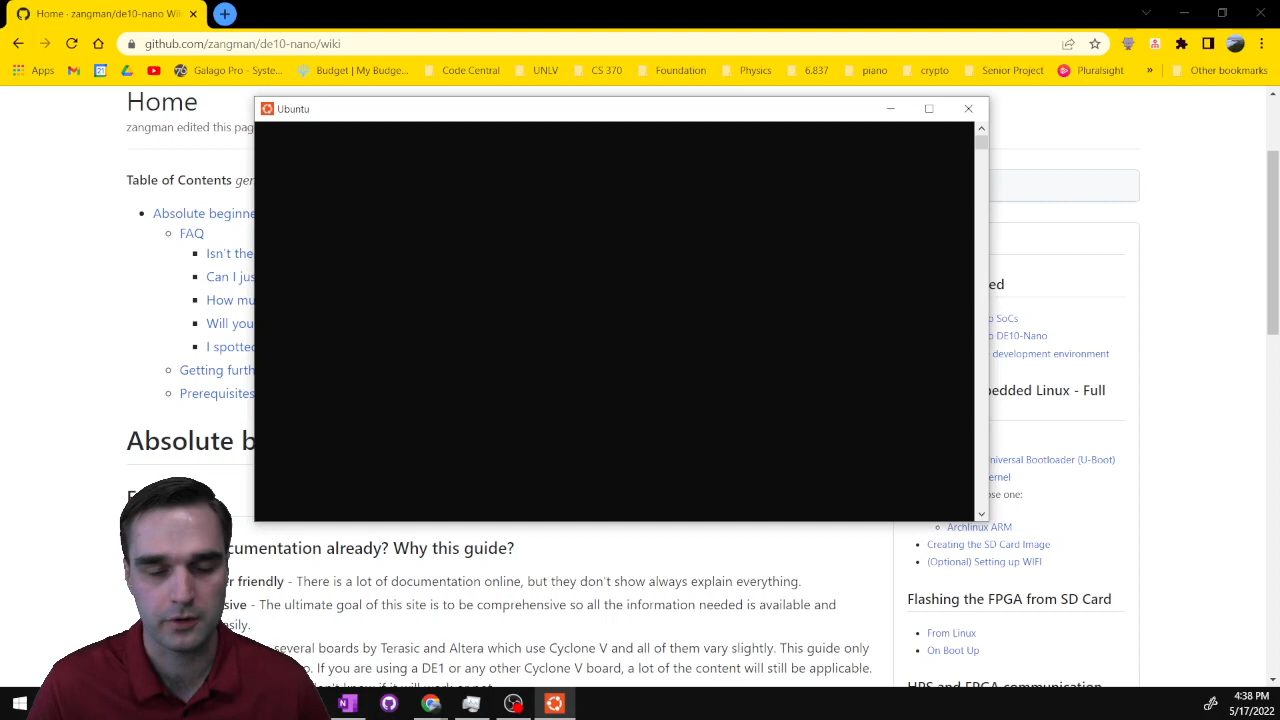 Home · zangman/de10-nano Wi
github.com/zangman/de10-nano/wiki
Apps
Galago Pro - Syste...
Budget | My Budge...
Code Central
UNLV
CS 370
Foundation
Physics
6.837
piano
crypto
Senior Project
Pluralsight
»
Other bookmarks
Home
zangman edited this pag
Ubuntu
Table of Contents ge
Absolute beginne
FAQ
Isn't the
Can I jus
How mu
Will you
I spotted
Getting furth
Prerequisites
Absolute b
ed
o SoCs
o DE10-Nano
development environment
bedded Linux - Full
niversal Bootloader (U-Boot)
ernel
ose one:
Archlinux ARM
Creating the SD Card Image
(Optional) Setting up WIFI
Flashing the FPGA from SD Card
From Linux
On Boot Up
HPS and FPGA communication
cumentation already? Why this guide?
r friendly - There is a lot of documentation online, but they don't show always explain everything.
sive - The ultimate goal of this site is to be comprehensive so all the information needed is available and
easily.
several boards by Terasic and Altera which use Cyclone V and all of them vary slightly. This guide only
o. If you are using a DE1 or any other Cyclone V board, a lot of the content will still be applicable.
4:38 PM
5/17/2022